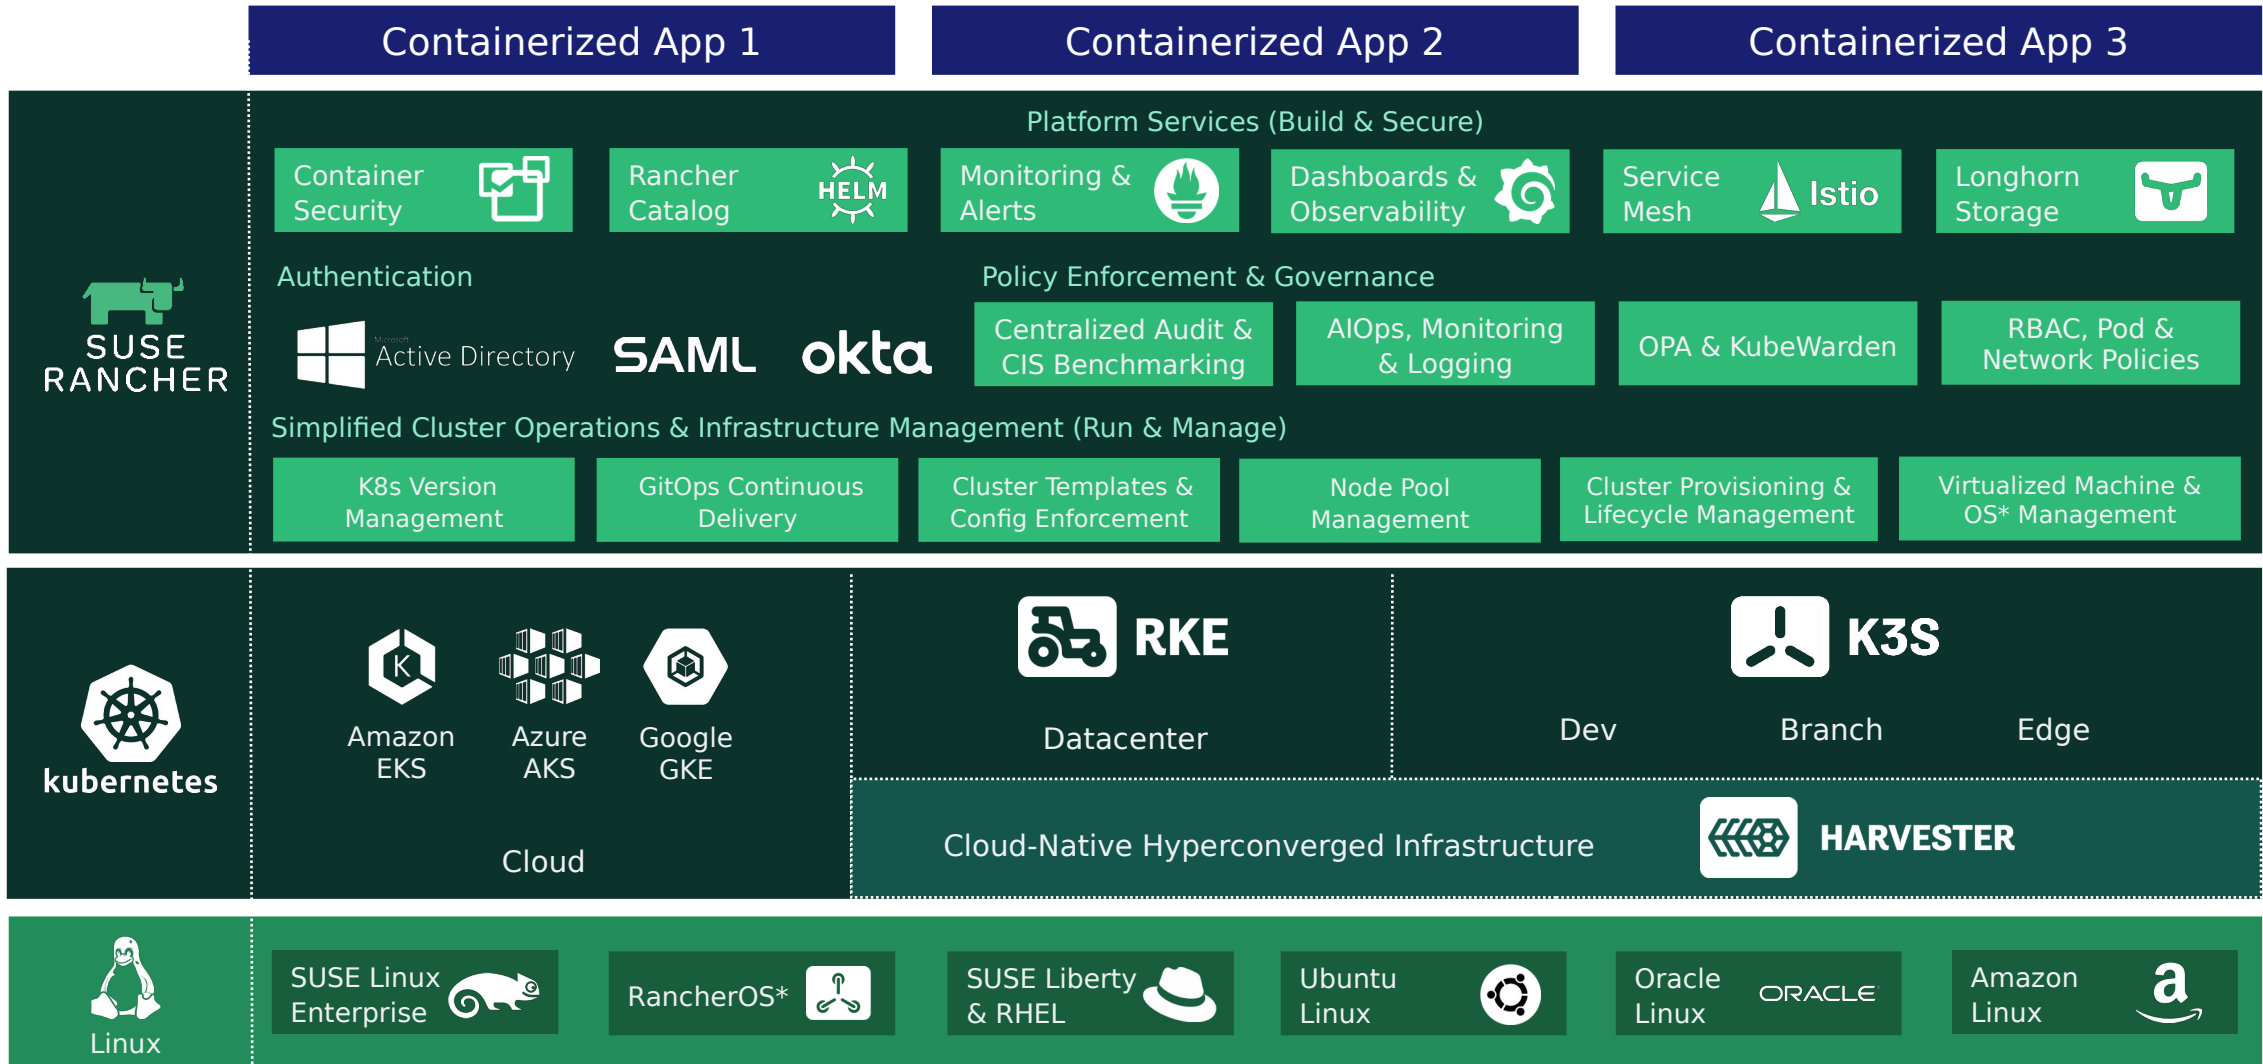 Containerized App 1
Containerized App 2
Containerized App 3
Platform Services (Build & Secure)
Container
Security
Rancher
Catalog
HELM
Monitoring &
Alerts
Dashboards &
Observability
Service
Mesh
Istio
Longhorn
Storage
SUSE
RANCHER
Authentication
Microsoft
Active Directory
SAML
okta
Policy Enforcement & Governance
Centralized Audit &
CIS Benchmarking
AIOps, Monitoring
& Logging
OPA & KubeWarden
RBAC, Pod &
Network Policies
Simplified Cluster Operations & Infrastructure Management (Run & Manage)
K8s Version
Management
GitOps Continuous
Delivery
Cluster Templates &
Config Enforcement
Node Pool
Management
Cluster Provisioning &
Lifecycle Management
Virtualized Machine &
OS* Management
kubernetes
K
Amazon
EKS
Azure
AKS
Google
GKE
Cloud
RKE
Datacenter
K3S
Dev
Branch
Edge
Cloud-Native Hyperconverged Infrastructure
HARVESTER
Linux
SUSE Linux
Enterprise
RancherOS*
SUSE Liberty
& RHEL
Ubuntu
Linux
Oracle
Linux
ORACLE
Amazon
Linux
a